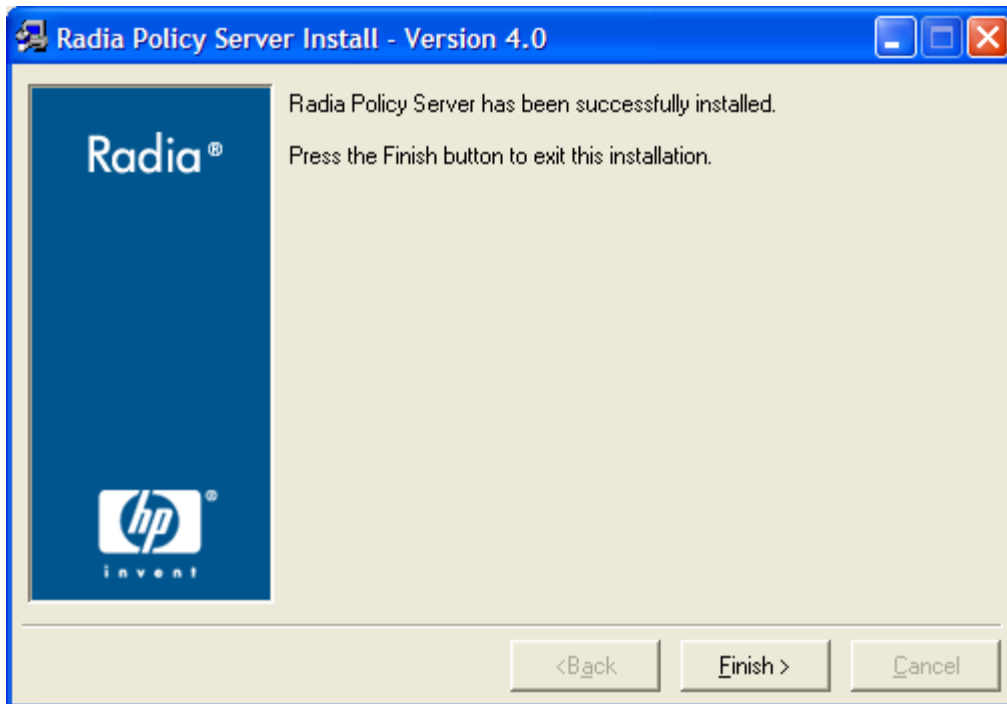 Radia Policy Server Install - Version 4.0
Radia®
Radia Policy Server has been successfully installed.
Press the Finish button to exit this installation.
hp®
invent
<Back
Finish >
Cancel